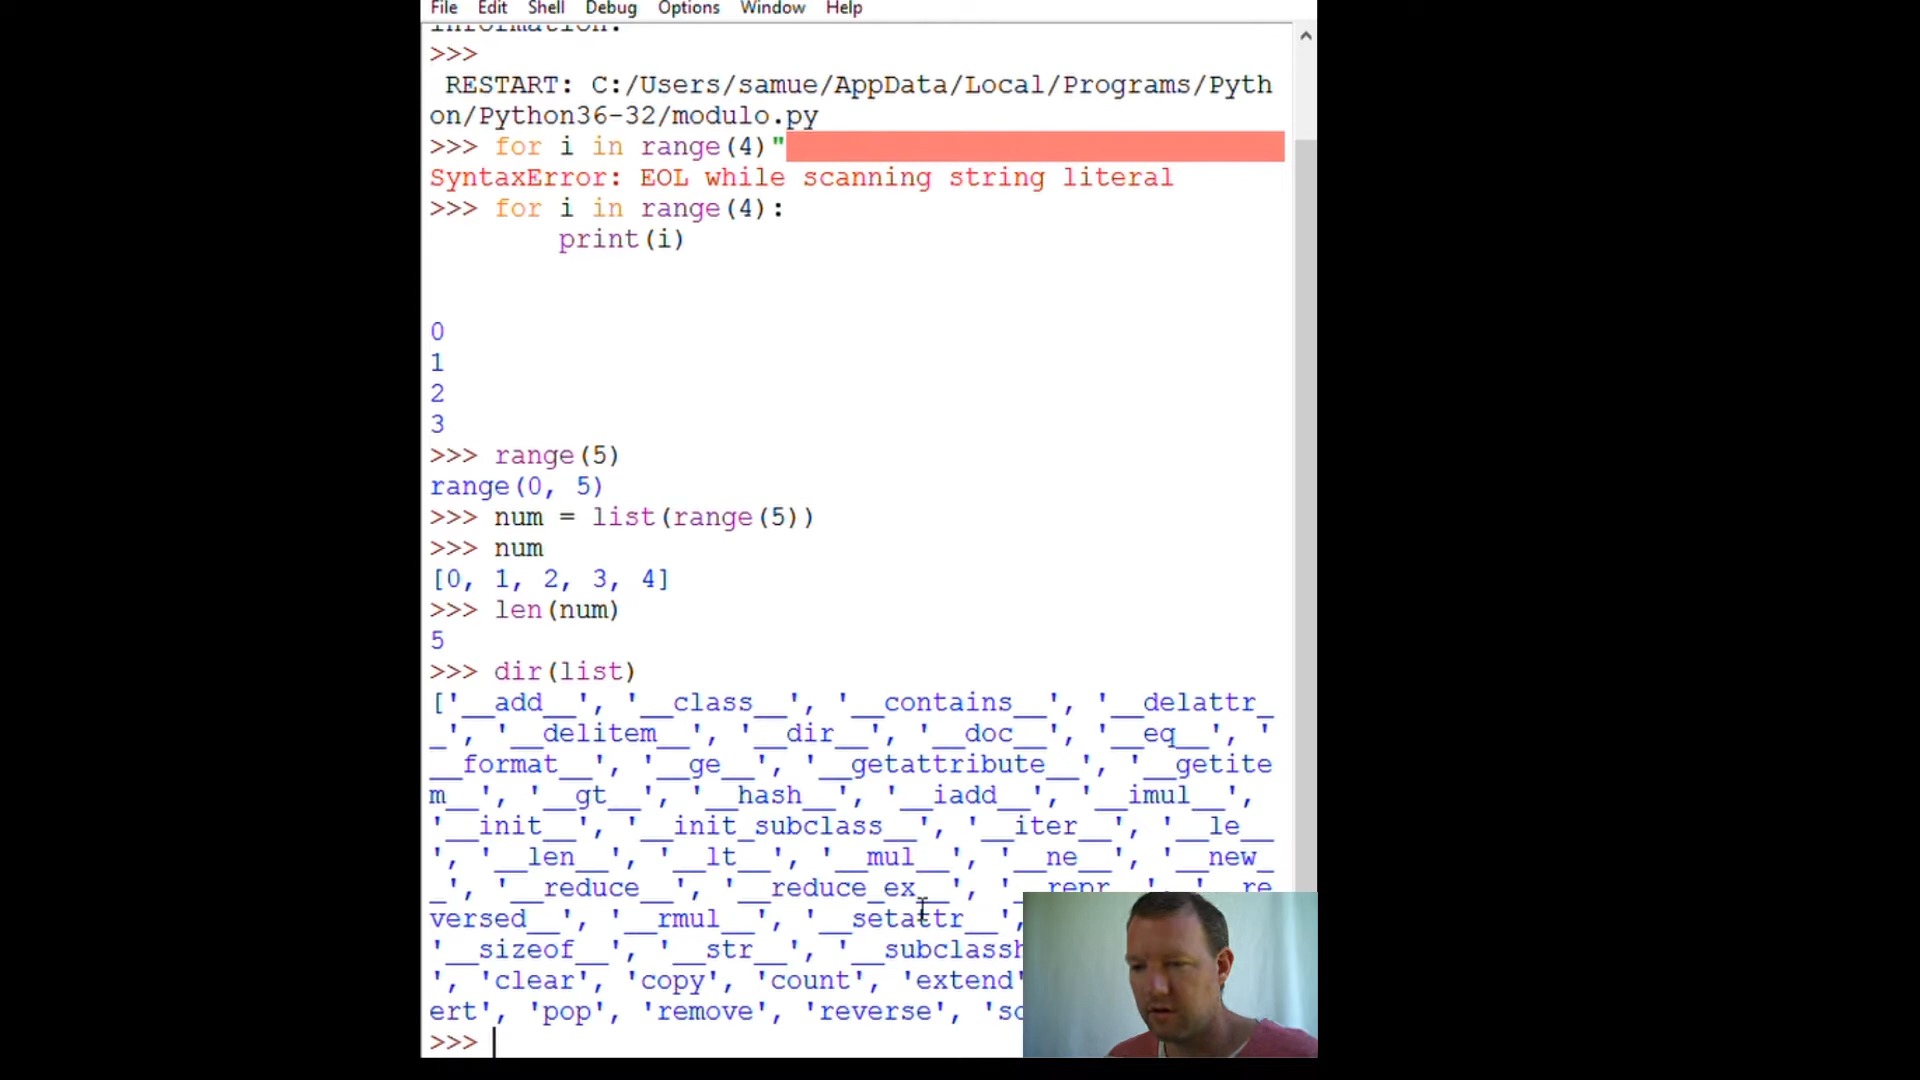 File Edit Shell Debug Options Window Help
information.
>>>
RESTART: C:/Users/samue/AppData/Local/Programs/Pyth
on/Python36-32/modulo.py
>>> for i in range(4)"
SyntaxError: EOL while scanning string literal
>>> for i in range(4):
print(i)
0
1
2
3
>>> range(5)
range(0, 5)
>>> num = list(range(5))
>>> num
[0, 1, 2, 3, 4]
>>> len(num)
5
>>> dir(list)
['__add__', '__class__', '__contains__', '__delattr_
_', '__delitem__', '__dir__', '__doc__', '__eq__', '
__format__', '__ge__', '__getattribute__', '__getite
m__', '__gt__', '__hash__', '__iadd__', '__imul__',
'__init__', '__init_subclass__', '__iter__', '__le__
', '__len__', '__lt__', '__mul__', '__ne__', '__new_
_', '__reduce__', '__reduce_ex__', '__repr__', '__re
versed__', '__rmul__', '__setattr__',
'__sizeof__', '__str__', '__subclassh
', 'clear', 'copy', 'count', 'extend'
ert', 'pop', 'remove', 'reverse', 'so
>>>